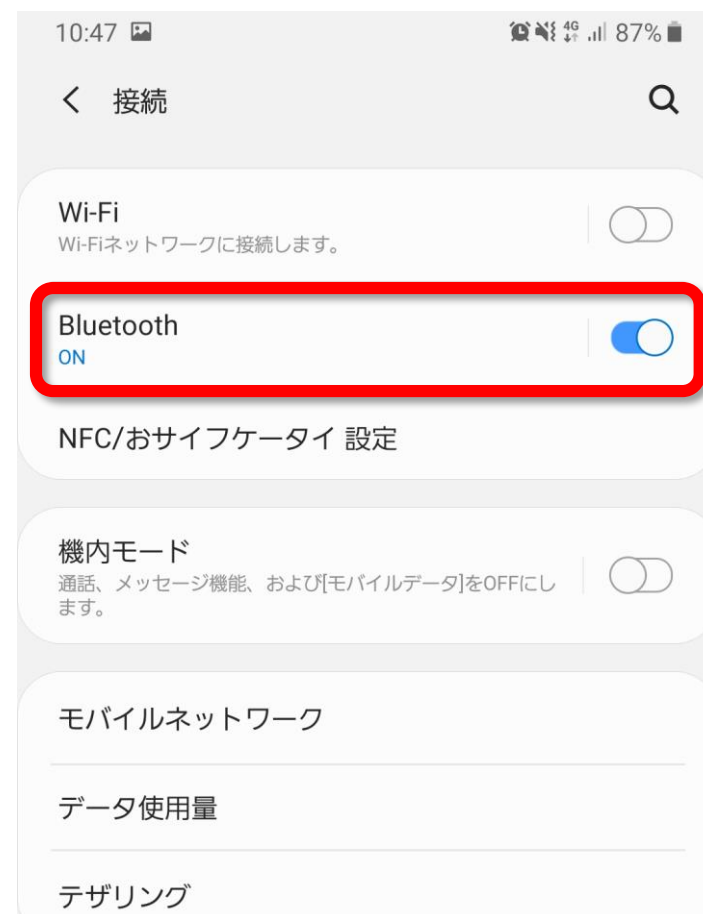 10:47 4G 87%
接続
Wi-Fi
Wi-Fiネットワークに接続します。
Bluetooth
ON
NFC/おサイフケータイ 設定
機内モード
通話、メッセージ機能、および[モバイルデータ]をOFFにし
ます。
モバイルネットワーク
データ使用量
テザリング